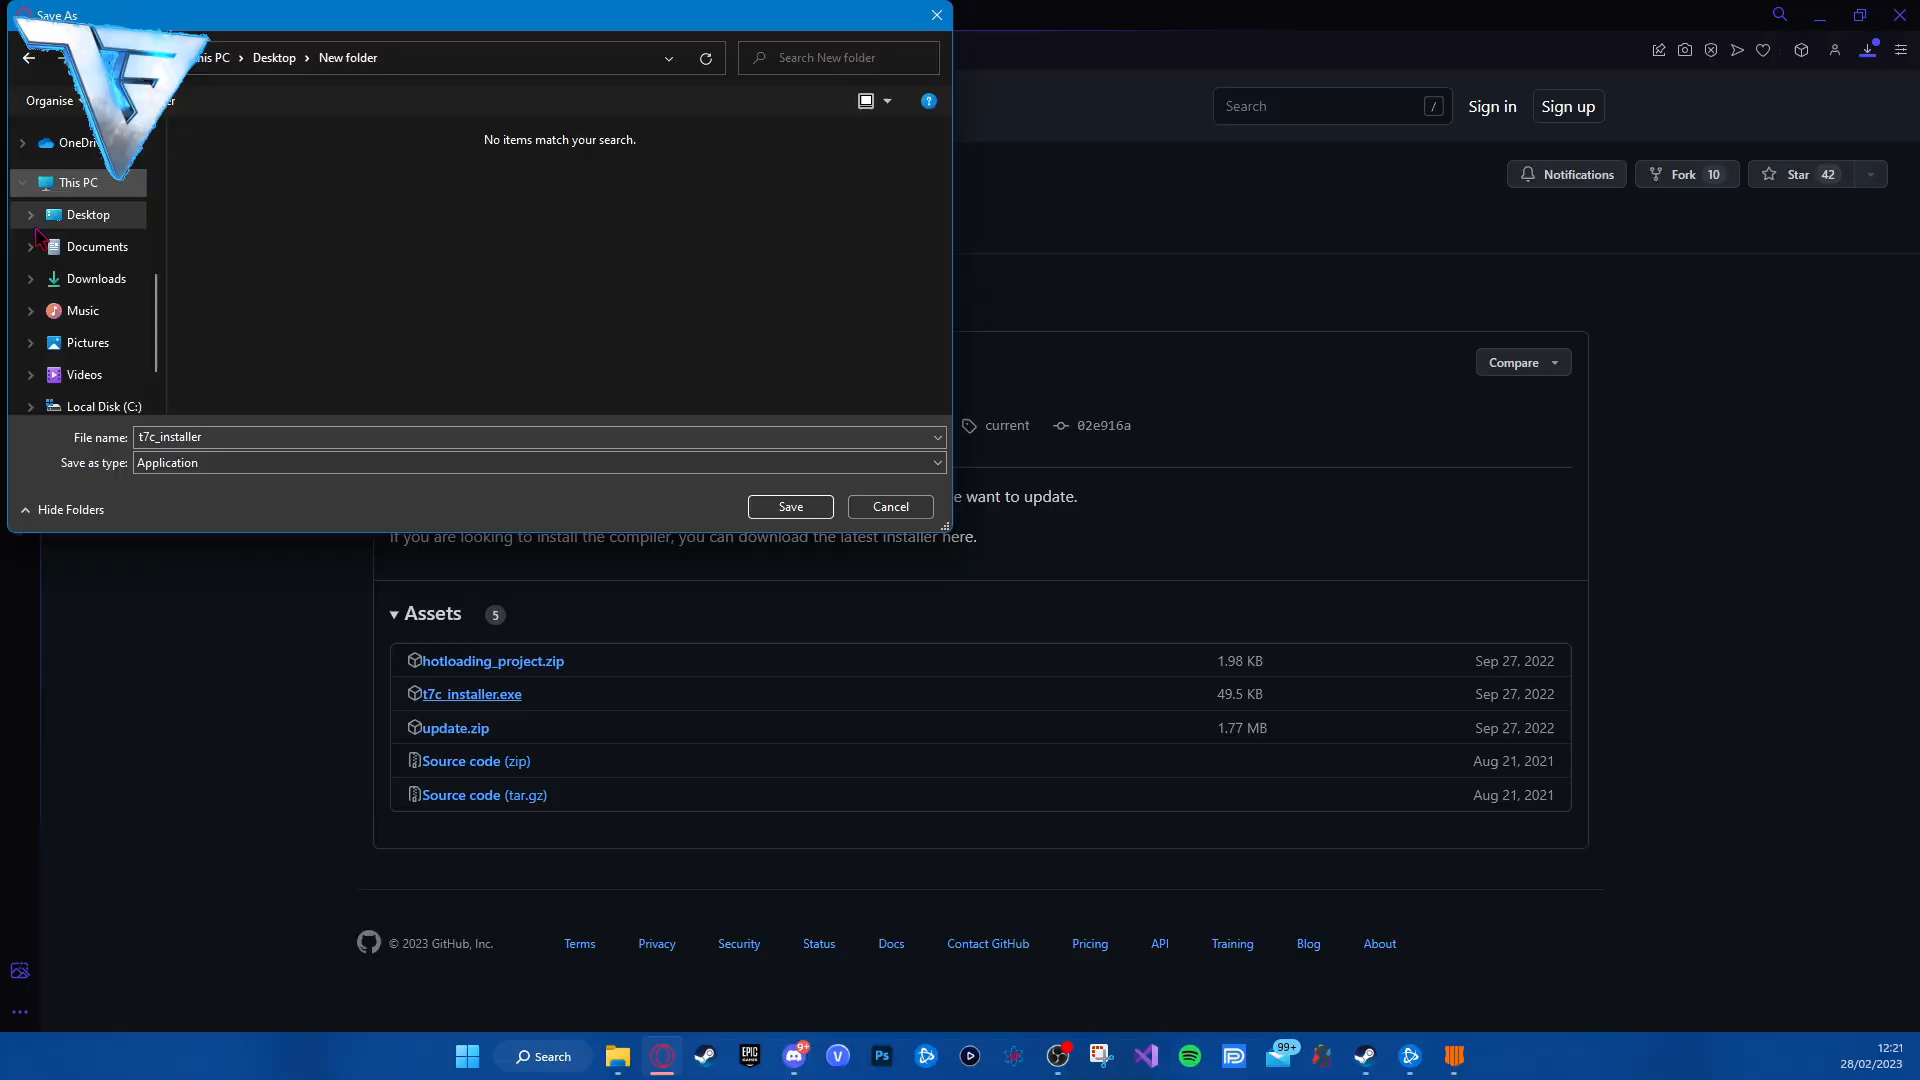 Save As
This PC > Desktop > New folder
Search New folder
Organise
OneDri
This PC
Desktop
Documents
Downloads
Music
Pictures
Videos
Local Disk (C:)
No items match your search.
File name: t7c_installer
Save as type: Application
Hide Folders
Save
Cancel
Search /
Sign in
Sign up
Notifications
Fork 10
Star 42
Compare
current
02e916a
e want to update.
If you are looking to install the compiler, you can download the latest installer here.
Assets 5
hotloading_project.zip 1.98 KB Sep 27, 2022
t7c_installer.exe 49.5 KB Sep 27, 2022
update.zip 1.77 MB Sep 27, 2022
Source code (zip) Aug 21, 2021
Source code (tar.gz) Aug 21, 2021
© 2023 GitHub, Inc.
Terms
Privacy
Security
Status
Docs
Contact GitHub
Pricing
API
Training
Blog
About
Search
EPIC GAMES
9+
V
Ps
99+
12:21
28/02/2023